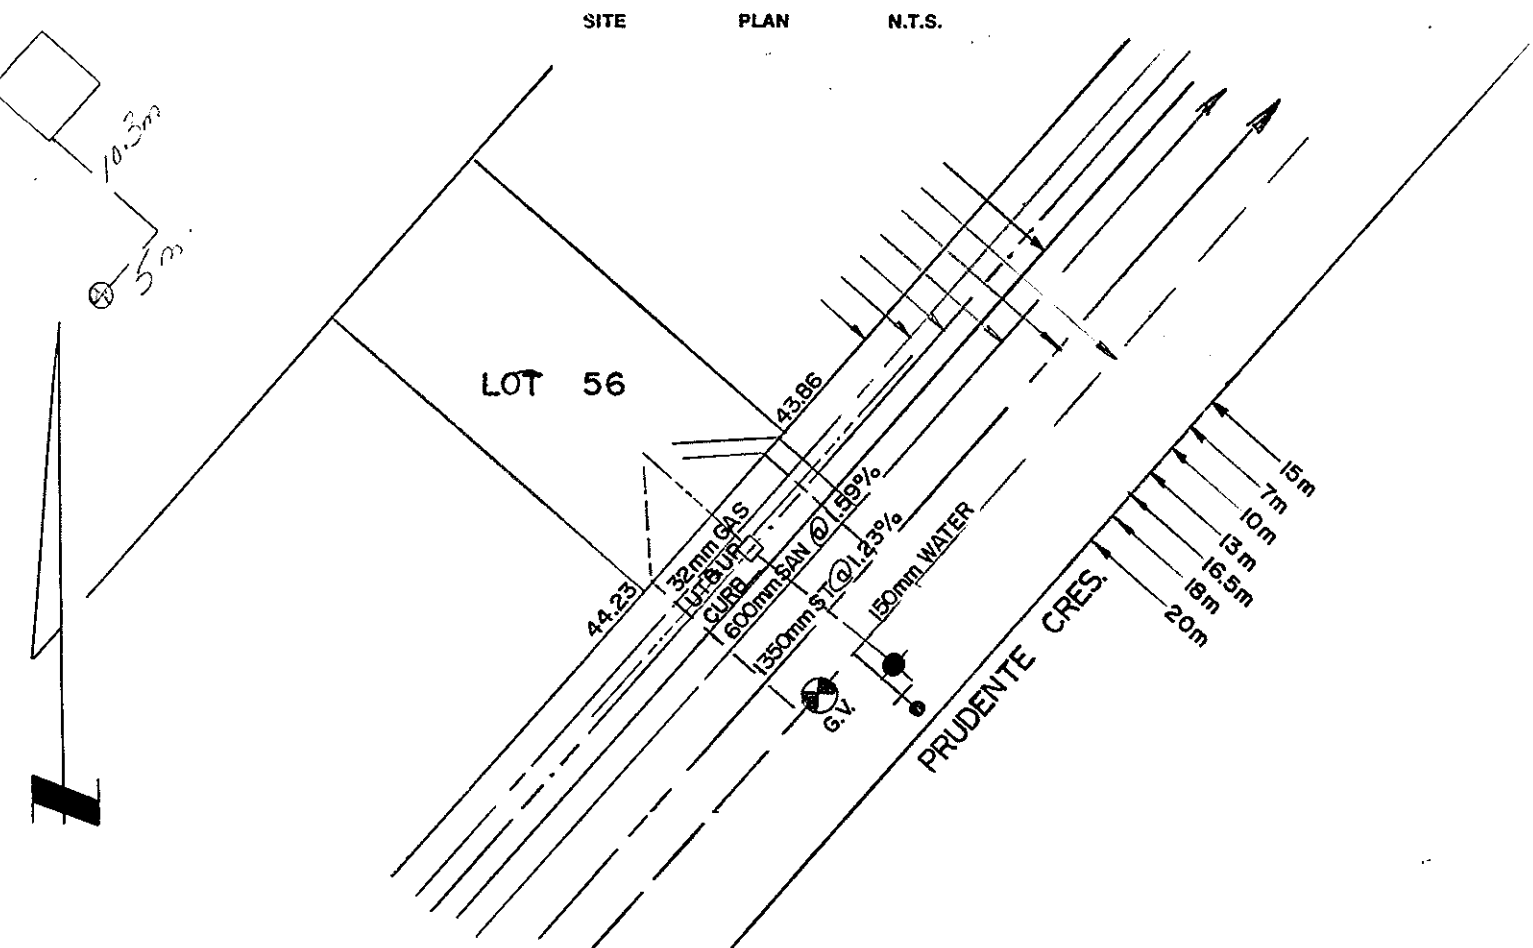 SITE PLAN N.T.S.
10.3m
5m.
LOT 56
43.86
44.23
32mm GAS
CURB
600mm SAN @ 1.59%
1350mm ST @ 1.23%
150mm WATER
G.V.
PRUDENTE CRES.
15m
7m
10m
13m
16.5m
18m
20m